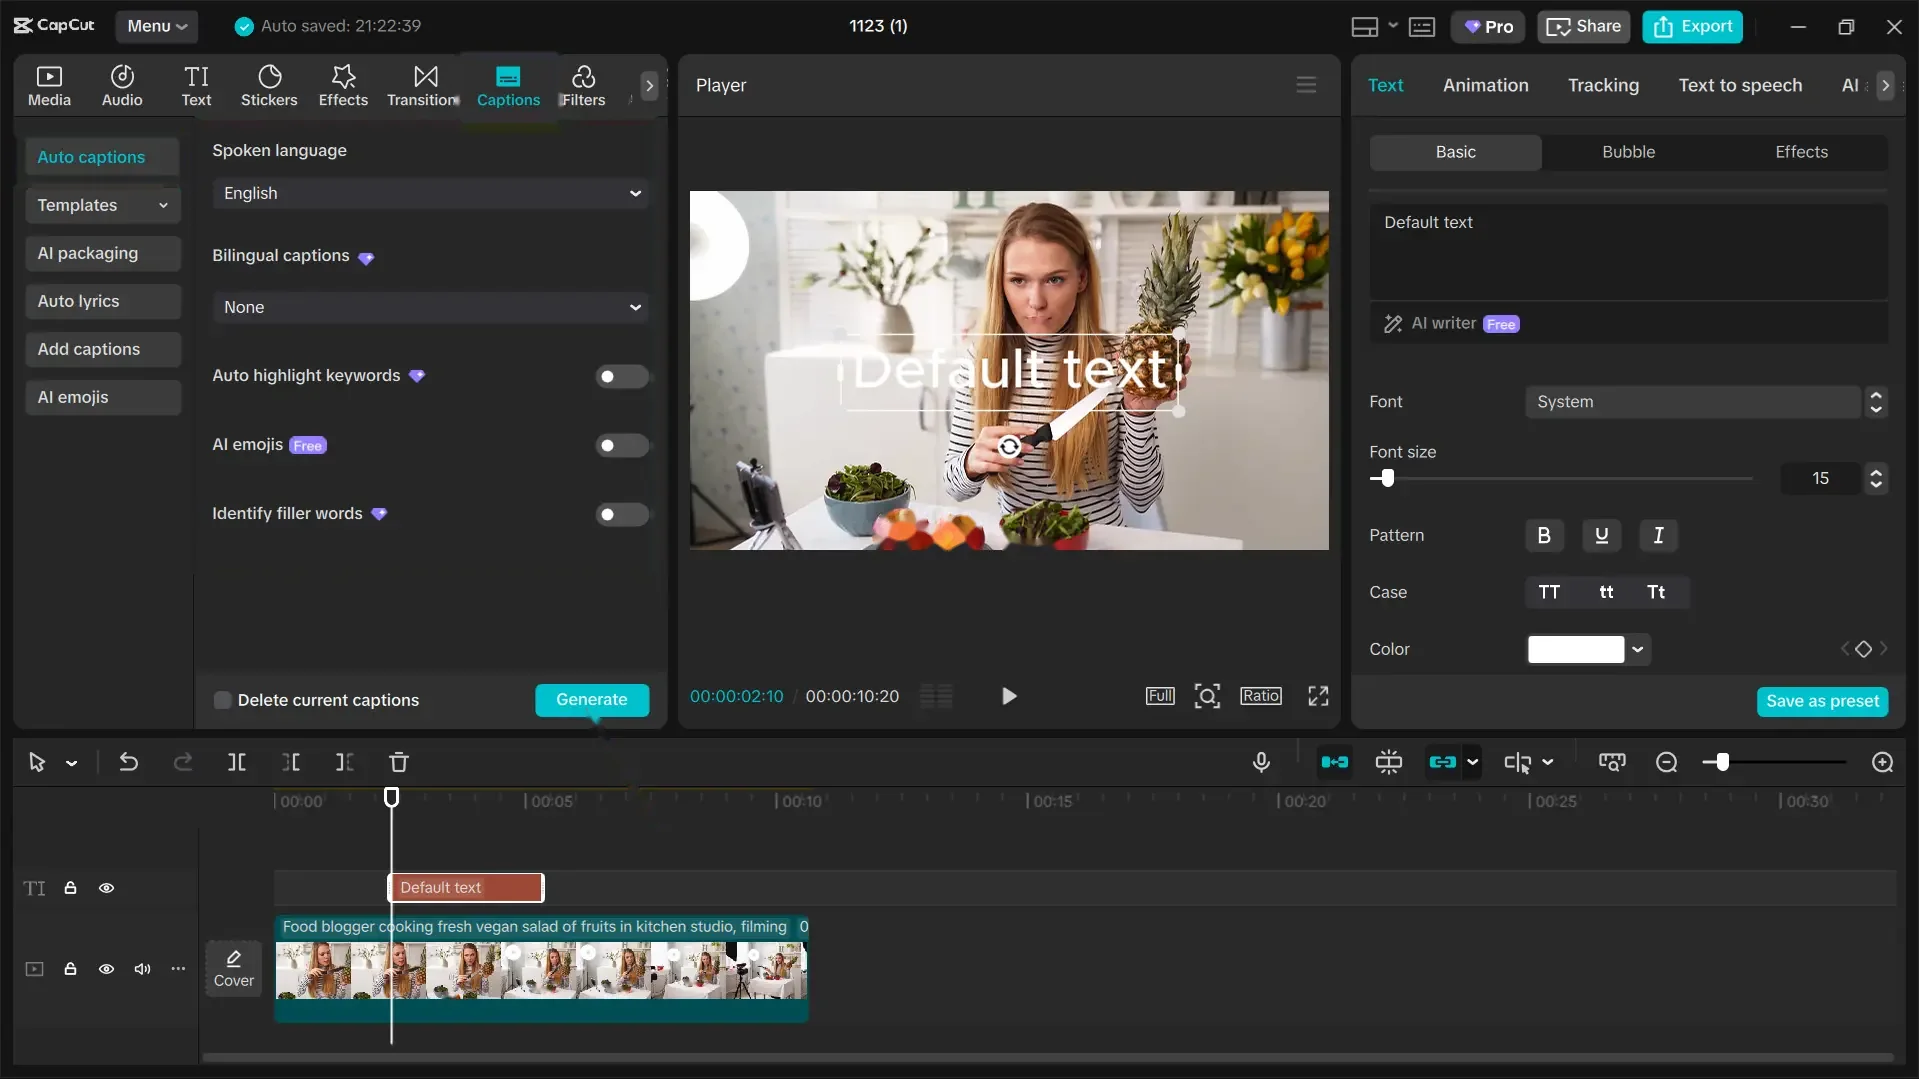 CapCut
Menu
Auto saved: 21:22:39
1123 (1)
Pro
Share
Export
Media
Audio
TI
Text
Stickers
Effects
Transition
Captions
Filters
Auto captions
Templates
AI packaging
Auto lyrics
Add captions
AI emojis
Spoken language
English
Bilingual captions
None
Auto highlight keywords
AI emojis Free
Identify filler words
Delete current captions
Generate
Player
H
Default text
00:00:02:10 / 00:00:10:20
Full
Ratio
Text
Animation
Tracking
Text to speech
AI
Basic
Bubble
Effects
Default text
AI writer Free
Font
System
Font size
15
Pattern
B
U
I
Case
TT
tt
Tt
Color
Save as preset
00:00
00:05
00:10
00:15
00:20
00:25
00:30
TI
Default text
Food blogger cooking fresh vegan salad of fruits in kitchen studio, filming 0
Cover